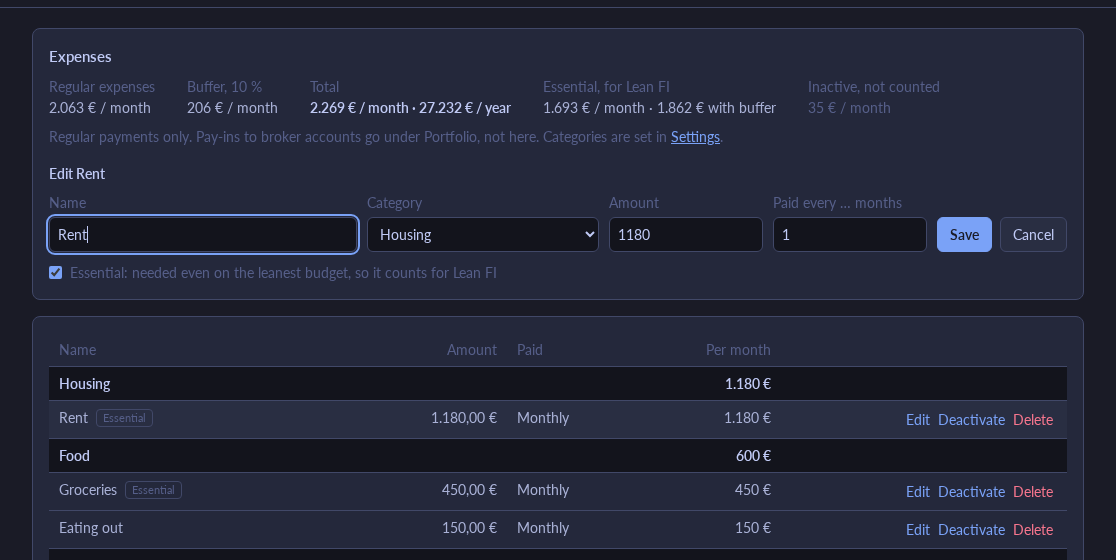 Expenses
Regular expenses Buffer, 10 % Total Essential, for Lean FI Inactive, not counted
2.063 € / month 206 € / month 2.269 € / month · 27.232 € / year 1.693 € / month · 1.862 € with buffer 35 € / month
Regular payments only. Pay-ins to broker accounts go under Portfolio, not here. Categories are set in Settings.
Edit Rent
Name Category Amount Paid every ... months
Rent Housing 1180 1 Save Cancel
Essential: needed even on the leanest budget, so it counts for Lean FI
Name Amount Paid Per month
Housing 1.180 €
Rent Essential 1.180,00 € Monthly 1.180 € Edit Deactivate Delete
Food 600 €
Groceries Essential 450,00 € Monthly 450 € Edit Deactivate Delete
Eating out 150,00 € Monthly 150 € Edit Deactivate Delete